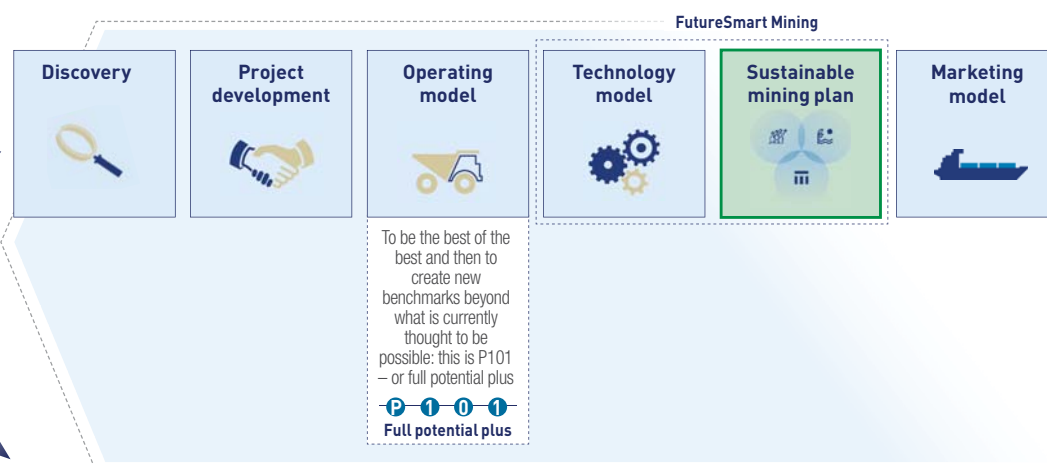 FutureSmart Mining
Discovery
Project
development
Operating
model
Technology
model
Sustainable
mining plan
Marketing
model
To be the best of the
best and then to
create new
benchmarks beyond
what is currently
thought to be
possible: this is P101
– or full potential plus
P 1 0 1
Full potential plus